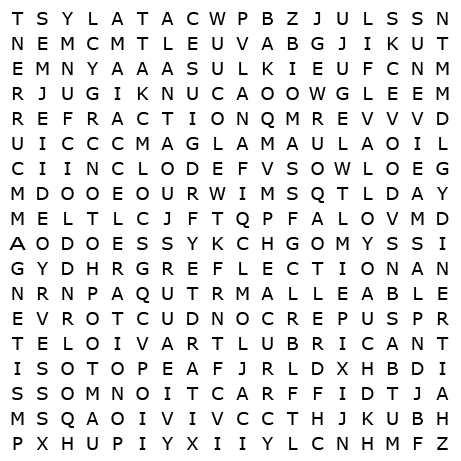 T S Y L A T A C W P B Z J U L S S N
N E M C M T L E U V A B G J I K U T
E M N Y A A A S U L K I E U F C N M
R J U G I K N U C A O O W G L E E M
R E F R A C T I O N Q M R E V V V D
U I C C C M A G L A M A U L A O I L
C I I N C L O D E F V S O W L O E G
M D O O E O U R W I M S Q T L D A Y
M E L T L C J F T Q P F A L O V M D
A O D O E S S Y K C H G O M Y S S I
G Y D H R G R E F L E C T I O N A N
N R N P A Q U T R M A L L E A B L E
E V R O T C U D N O C R E P U S P R
T E L O I V A R T L U B R I C A N T
I S O T O P E A F J R L D X H B D I
S S O M N O I T C A R F F I D T J A
M S Q A O I V I V C C T H J K U B H
P X H U P I Y X I I Y L C N H M F Z